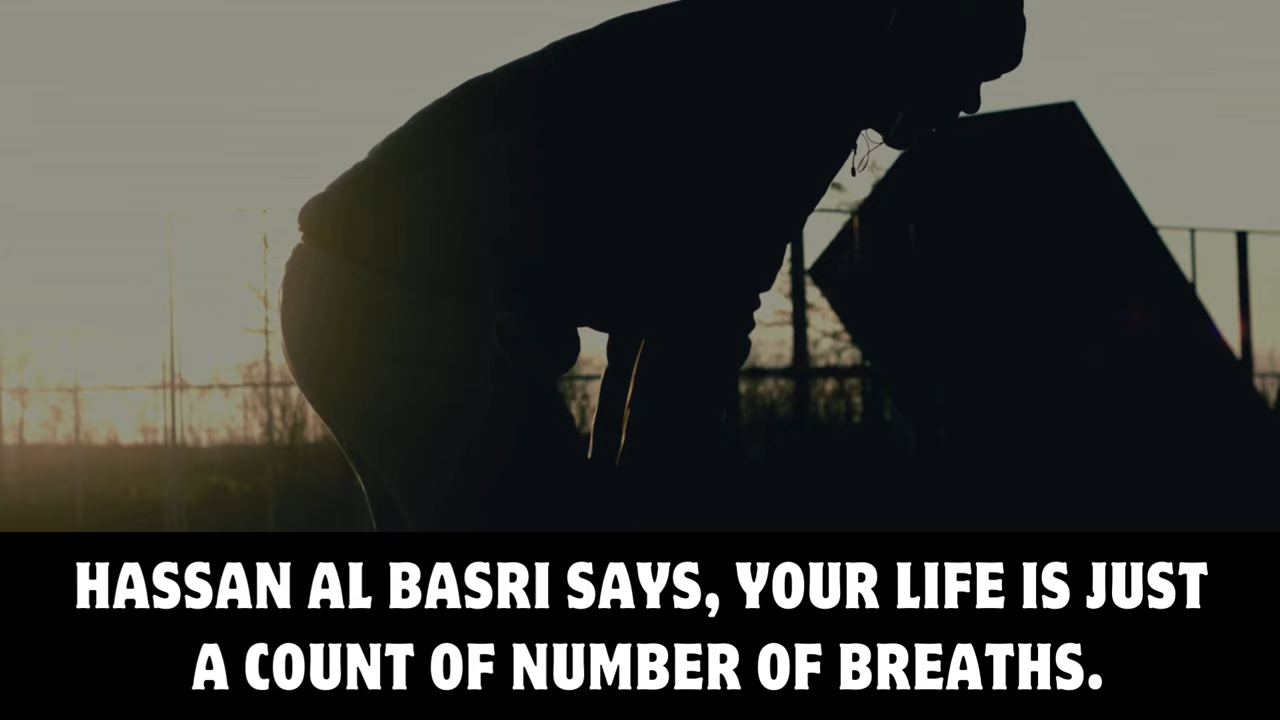 HASSAN AL BASRI SAYS, YOUR LIFE IS JUST
A COUNT OF NUMBER OF BREATHS.